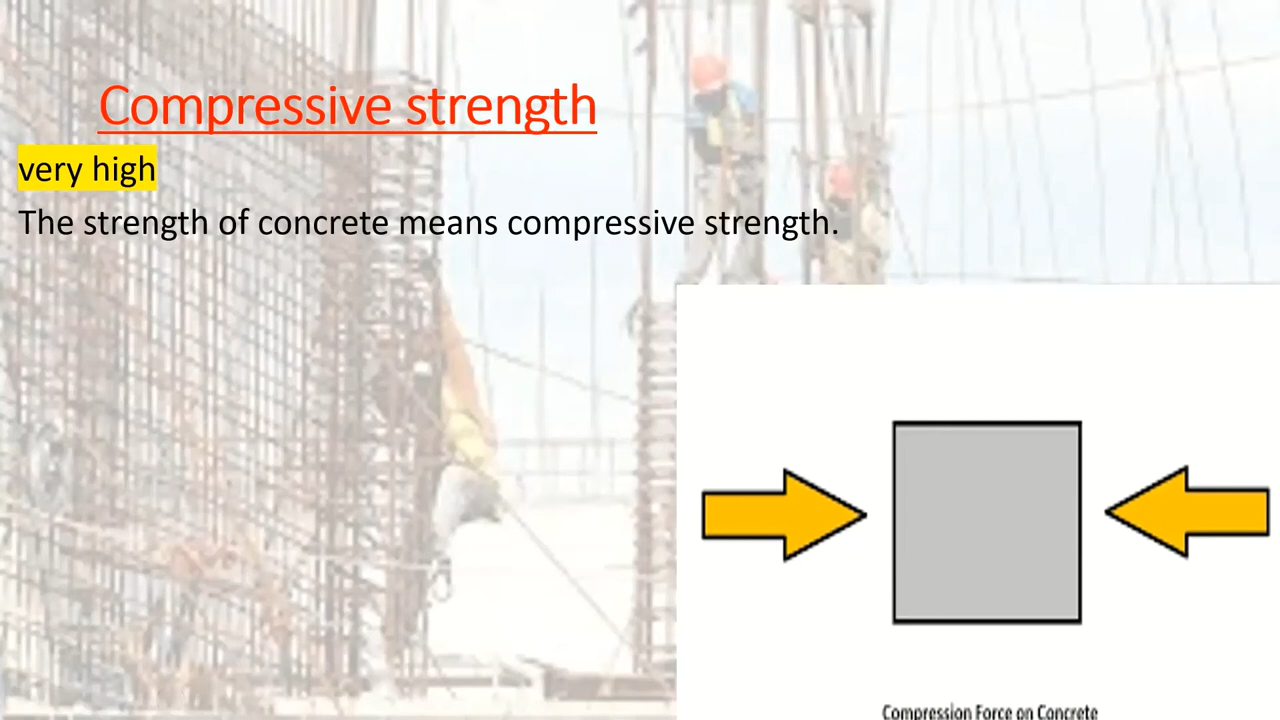 Compressive strength
very high
The strength of concrete means compressive strength.
Compression Force on Concrete